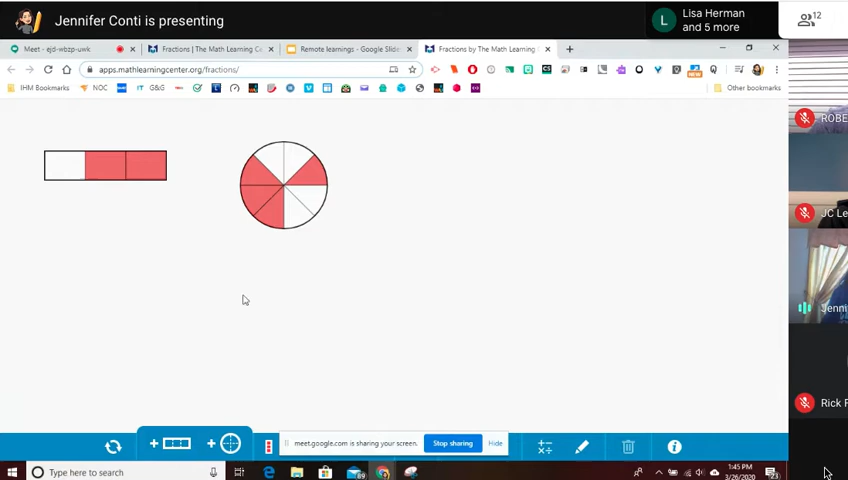 Jennifer Conti is presenting
Lisa Herman
and 5 more
L
12
Meet - ejd-wbzp-uwk
Fractions | The Math Learning Ce
Remote learnings - Google Slide
Fractions by The Math Learning
apps.mathlearningcenter.org/fractions/
IHM Bookmarks
NOC
IT
G&G
Other bookmarks
NEW
ROBE
JC Le
Jenni
Rick F
meet.google.com is sharing your screen.
Stop sharing
Hide
Type here to search
1:45 PM
3/26/2020